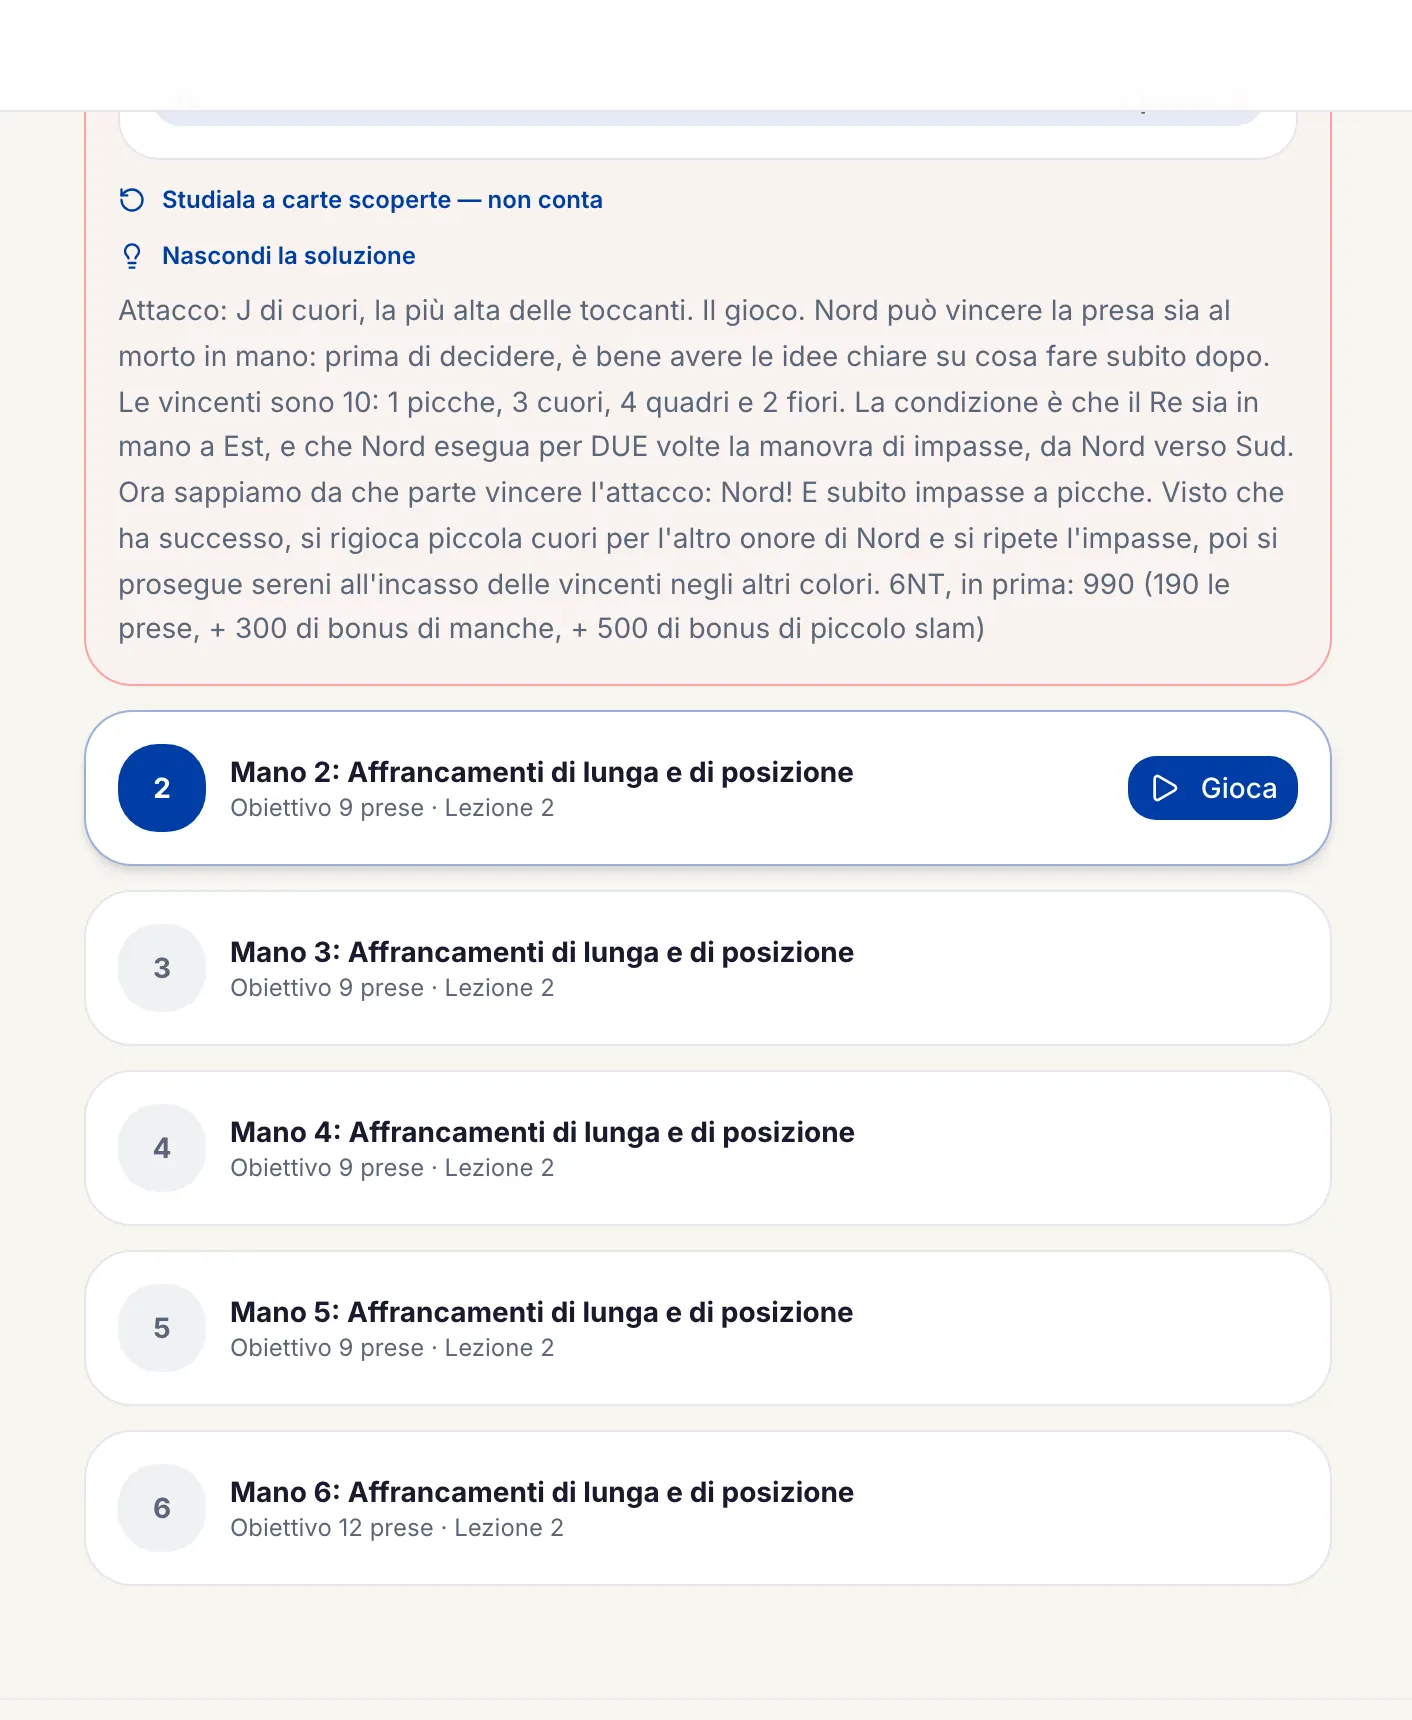 Studiala a carte scoperte — non conta
Nascondi la soluzione
Attacco: J di cuori, la più alta delle toccanti. Il gioco. Nord può vincere la presa sia al
morto in mano: prima di decidere, è bene avere le idee chiare su cosa fare subito dopo.
Le vincenti sono 10: 1 picche, 3 cuori, 4 quadri e 2 fiori. La condizione è che il Re sia in
mano a Est, e che Nord esegua per DUE volte la manovra di impasse, da Nord verso Sud.
Ora sappiamo da che parte vincere l'attacco: Nord! E subito impasse a picche. Visto che
ha successo, si rigioca piccola cuori per l'altro onore di Nord e si ripete l'impasse, poi si
prosegue sereni all'incasso delle vincenti negli altri colori. 6NT, in prima: 990 (190 le
prese, + 300 di bonus di manche, + 500 di bonus di piccolo slam)
2
Mano 2: Affrancamenti di lunga e di posizione
Obiettivo 9 prese · Lezione 2
Gioca
3
Mano 3: Affrancamenti di lunga e di posizione
Obiettivo 9 prese · Lezione 2
4
Mano 4: Affrancamenti di lunga e di posizione
Obiettivo 9 prese · Lezione 2
5
Mano 5: Affrancamenti di lunga e di posizione
Obiettivo 9 prese · Lezione 2
6
Mano 6: Affrancamenti di lunga e di posizione
Obiettivo 12 prese · Lezione 2